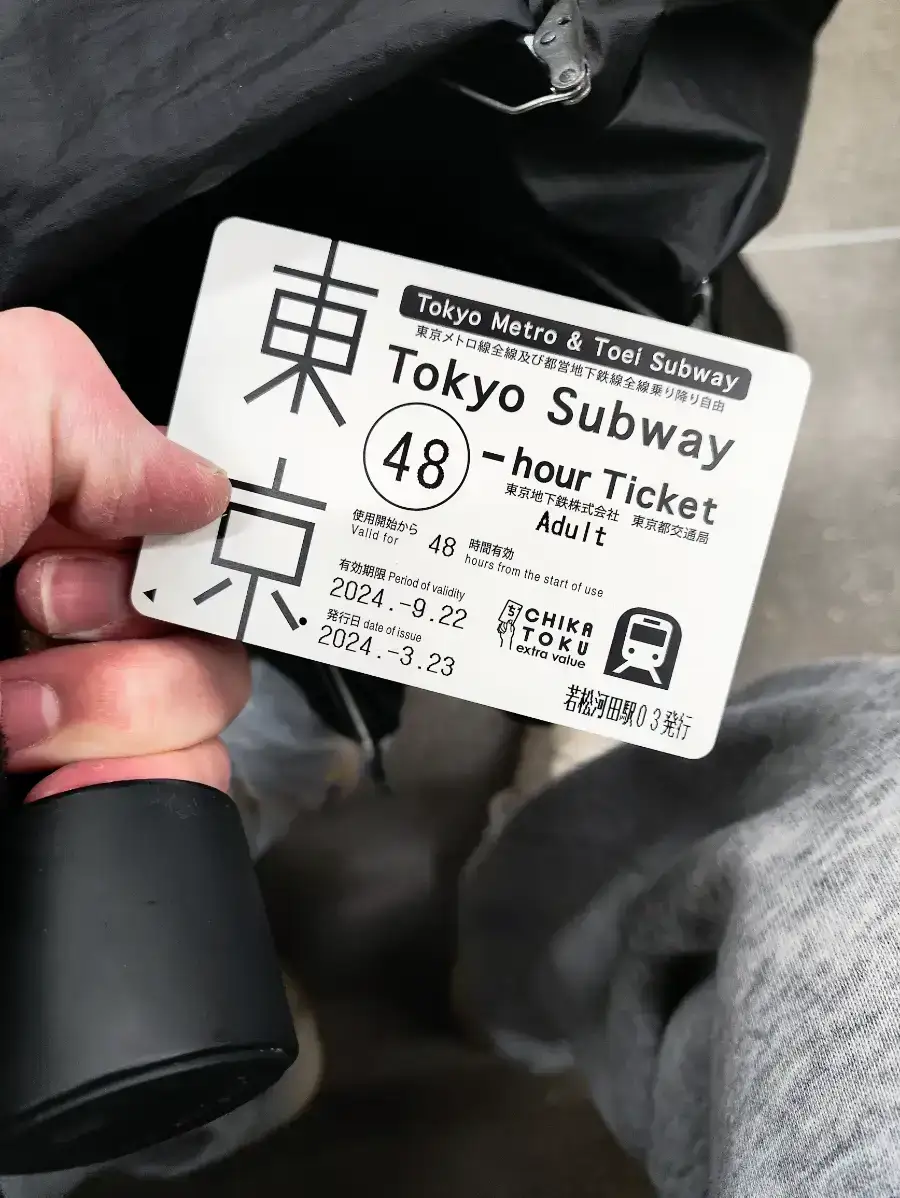 東京
Tokyo Metro & Toei Subway
東京メトロ線全線及び都営地下鉄線全線乗り降り自由
Tokyo Subway
48-hour Ticket
東京地下鉄株式会社 東京都交通局
Adult
使用開始から 48 時間有効
Valid for hours from the start of use
有効期限 Period of validity
2024.-9.22
発行日 date of issue
2024.-3.23
ち
CHIKA
TOKU
extra value
若松河田駅03発行